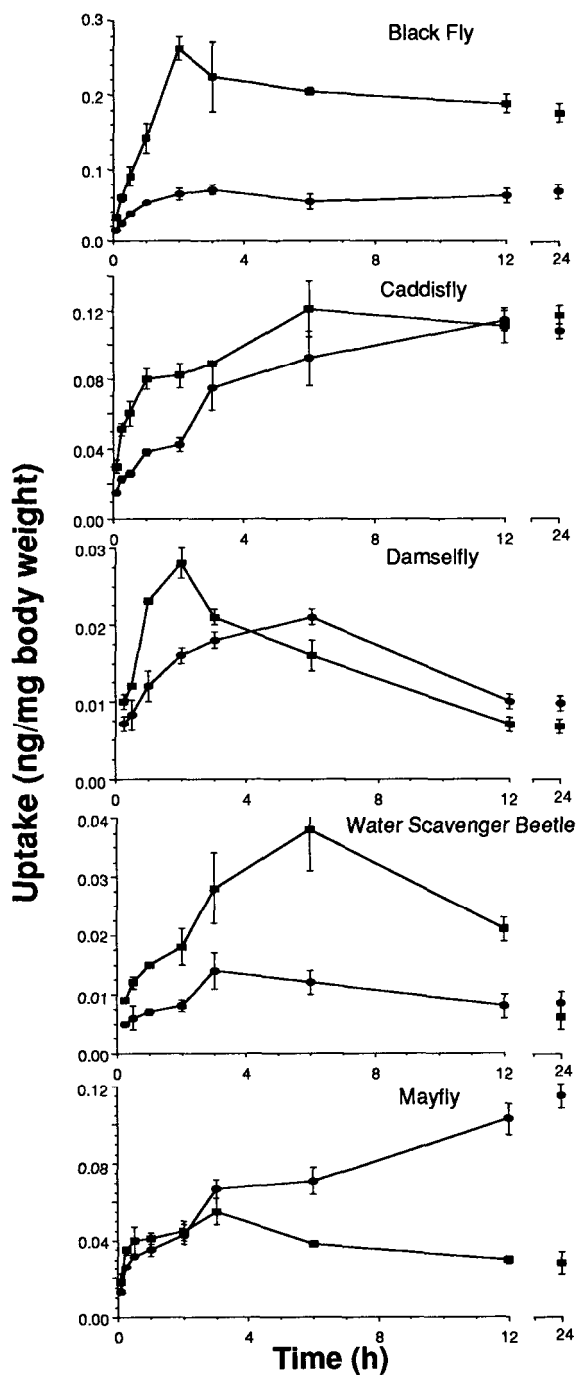 Uptake (ng/mg body weight)
Black Fly
0.3
0.2
0.1
0.0
0 4 8 12 24
Caddisfly
0.12
0.08
0.04
0.00
0 4 8 12 24
Damselfly
0.03
0.02
0.01
0.00
0 4 8 12 24
Water Scavenger Beetle
0.04
0.03
0.02
0.01
0.00
0 4 8 12 24
Mayfly
0.12
0.08
0.04
0.00
0 4 8 12 24
Time (h)